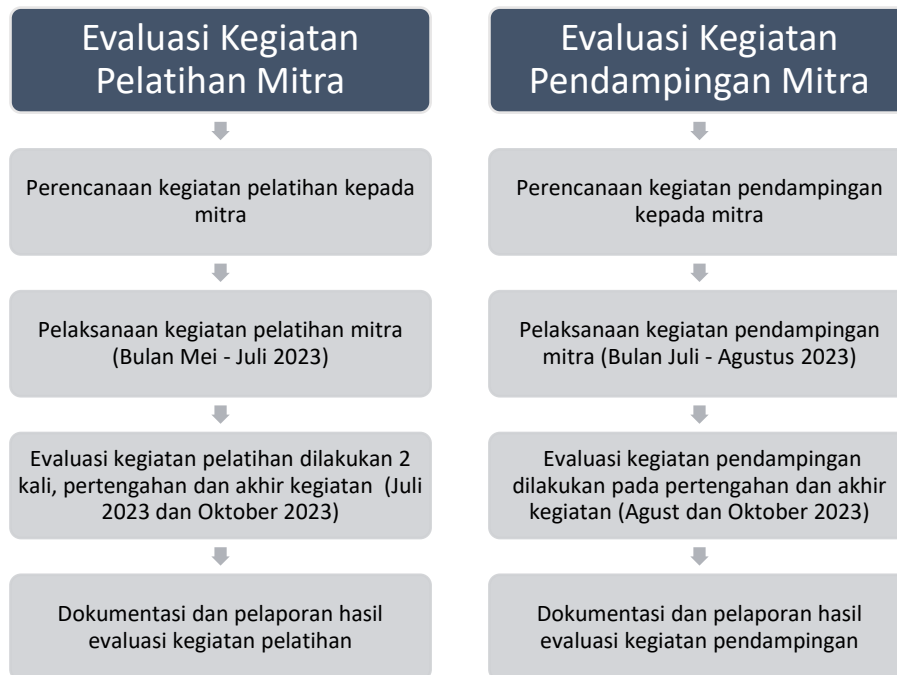 Evaluasi Kegiatan
Pelatihan Mitra
Perencanaan kegiatan pelatihan kepada
mitra
Pelaksanaan kegiatan pelatihan mitra
(Bulan Mei - Juli 2023)
Evaluasi kegiatan pelatihan dilakukan 2
kali, pertengahan dan akhir kegiatan (Juli
2023 dan Oktober 2023)
Dokumentasi dan pelaporan hasil
evaluasi kegiatan pelatihan
Evaluasi Kegiatan
Pendampingan Mitra
Perencanaan kegiatan pendampingan
kepada mitra
Pelaksanaan kegiatan pendampingan
mitra (Bulan Juli - Agustus 2023)
Evaluasi kegiatan pendampingan
dilakukan pada pertengahan dan akhir
kegiatan (Agust dan Oktober 2023)
Dokumentasi dan pelaporan hasil
evaluasi kegiatan pendampingan